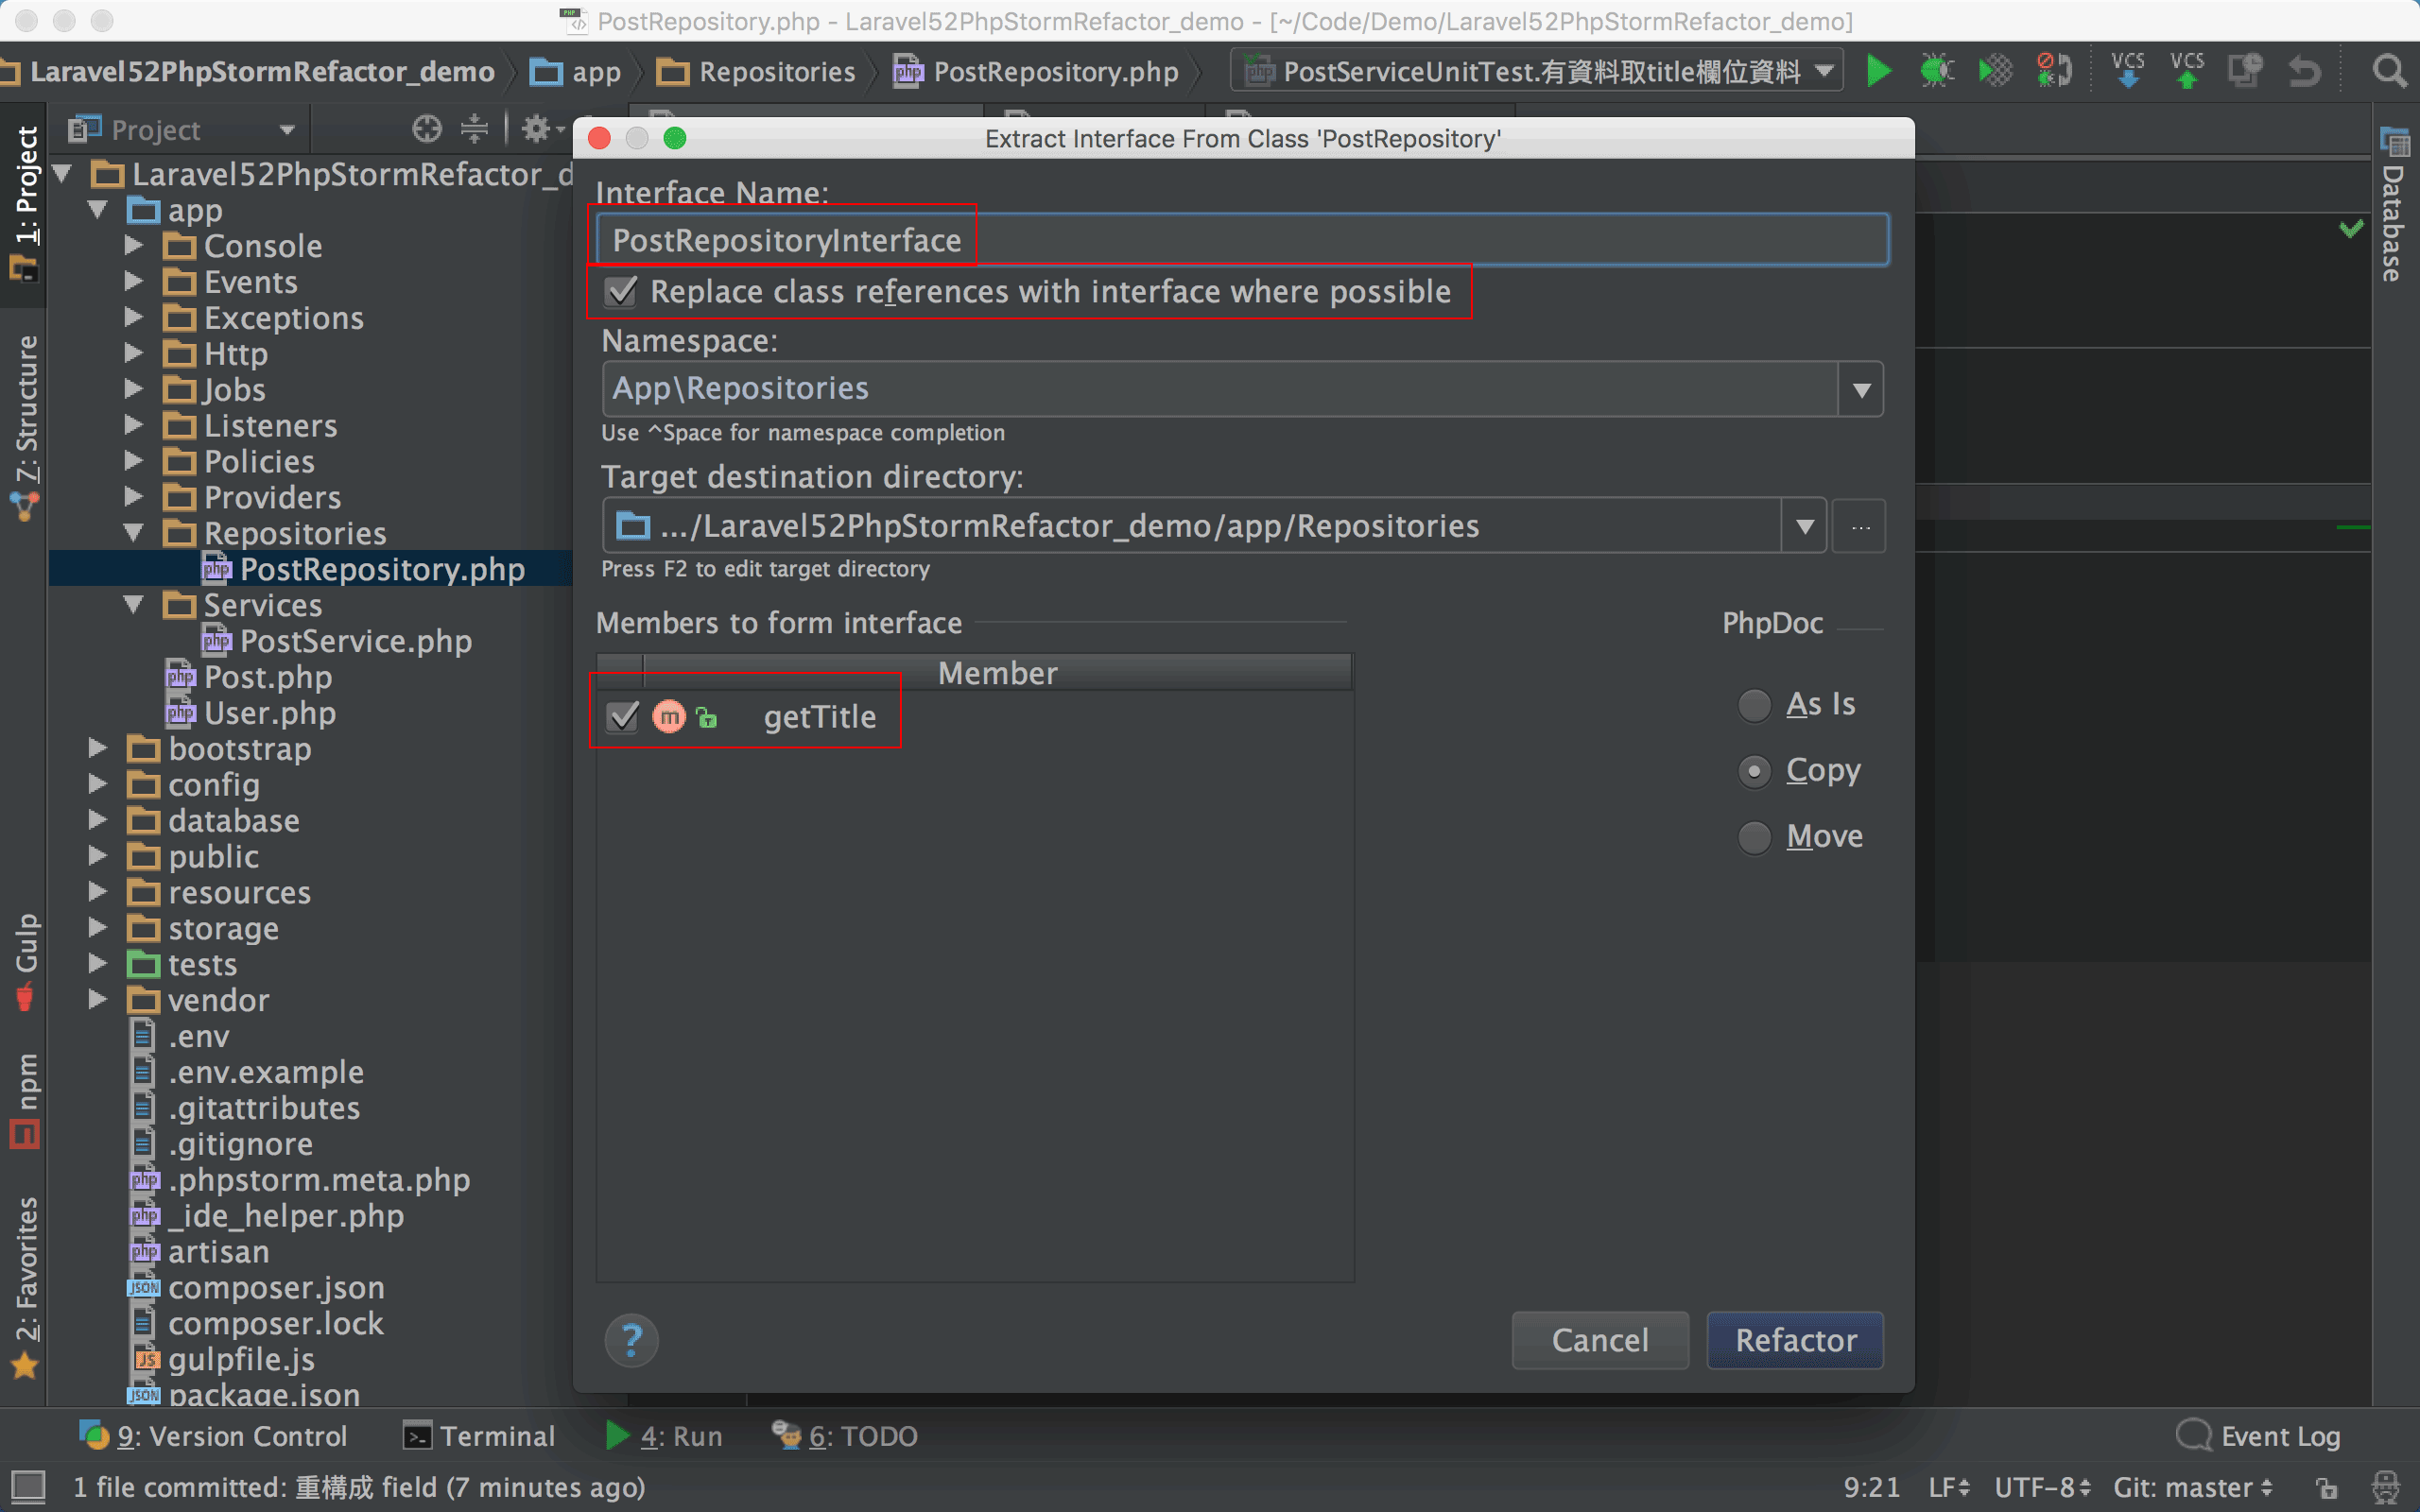 PostRepository.php - Laravel52PhpStormRefactor_demo - [~/Code/Demo/Laravel52PhpStormRefactor_demo]
Laravel52PhpStormRefactor_demo app Repositories PostRepository.php PostServiceUnitTest.有資料取title欄位資料 VCS VCS
1: Project
7: Structure
Gulp
npm
2: Favorites
Project
Laravel52PhpStormRefactor_d
app
Console
Events
Exceptions
Http
Jobs
Listeners
Policies
Providers
Repositories
PostRepository.php
Services
PostService.php
Post.php
User.php
bootstrap
config
database
public
resources
storage
tests
vendor
.env
.env.example
.gitattributes
.gitignore
.phpstorm.meta.php
_ide_helper.php
artisan
composer.json
composer.lock
gulpfile.js
package.json
Extract Interface From Class 'PostRepository'
Interface Name:
PostRepositoryInterface
Replace class references with interface where possible
Namespace:
App\Repositories
Use ^Space for namespace completion
Target destination directory:
.../Laravel52PhpStormRefactor_demo/app/Repositories
...
Press F2 to edit target directory
Members to form interface
Member
m getTitle
PhpDoc
As Is
Copy
Move
? Cancel Refactor
Database
9: Version Control Terminal 4: Run 6: TODO Event Log
1 file committed: 重構成 field (7 minutes ago) 9:21 LF UTF-8 Git: master